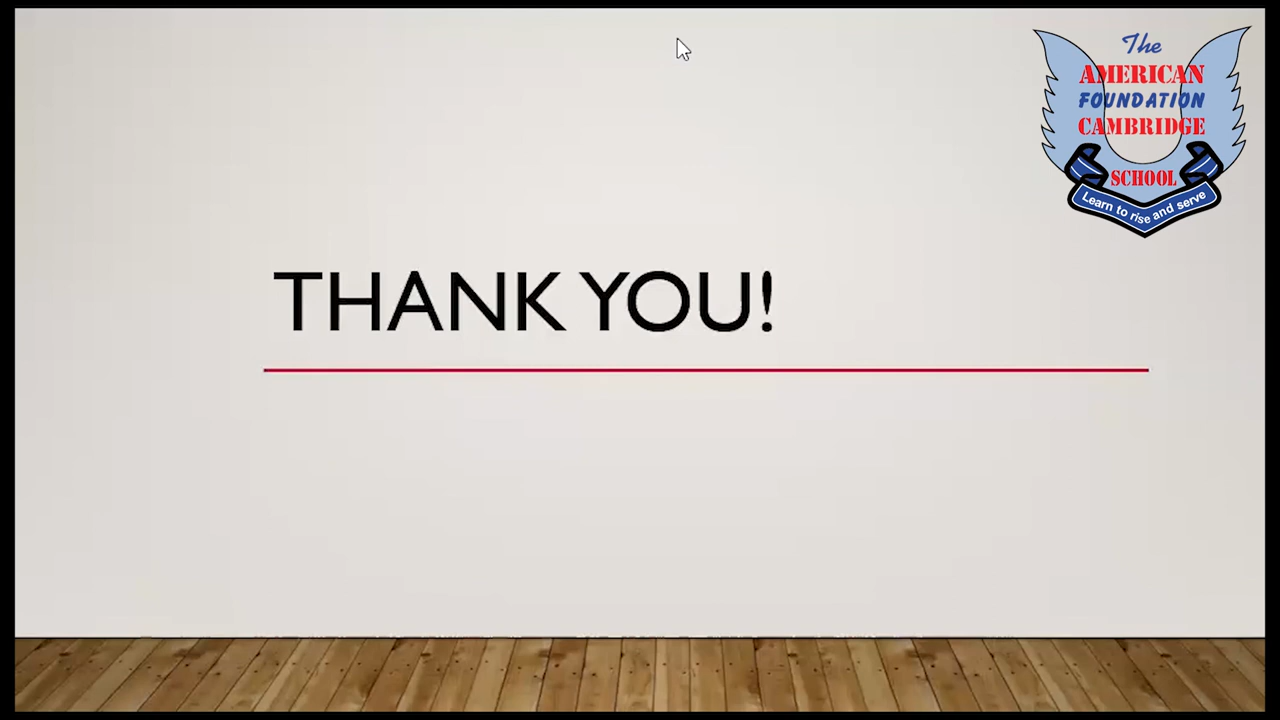 The
AMERICAN
FOUNDATION
CAMBRIDGE
SCHOOL
Learn to rise and serve
THANK YOU!